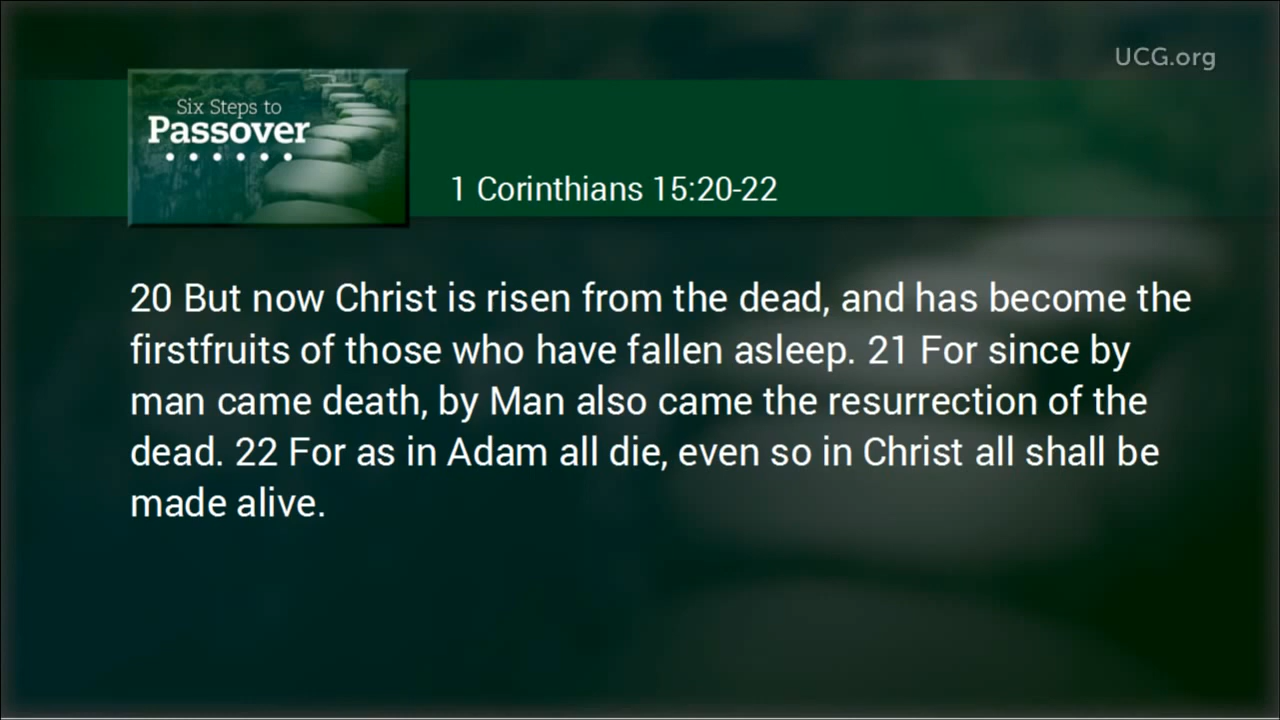 UCG.org
Six Steps to
Passover
1 Corinthians 15:20-22
20 But now Christ is risen from the dead, and has become the
firstfruits of those who have fallen asleep. 21 For since by
man came death, by Man also came the resurrection of the
dead. 22 For as in Adam all die, even so in Christ all shall be
made alive.